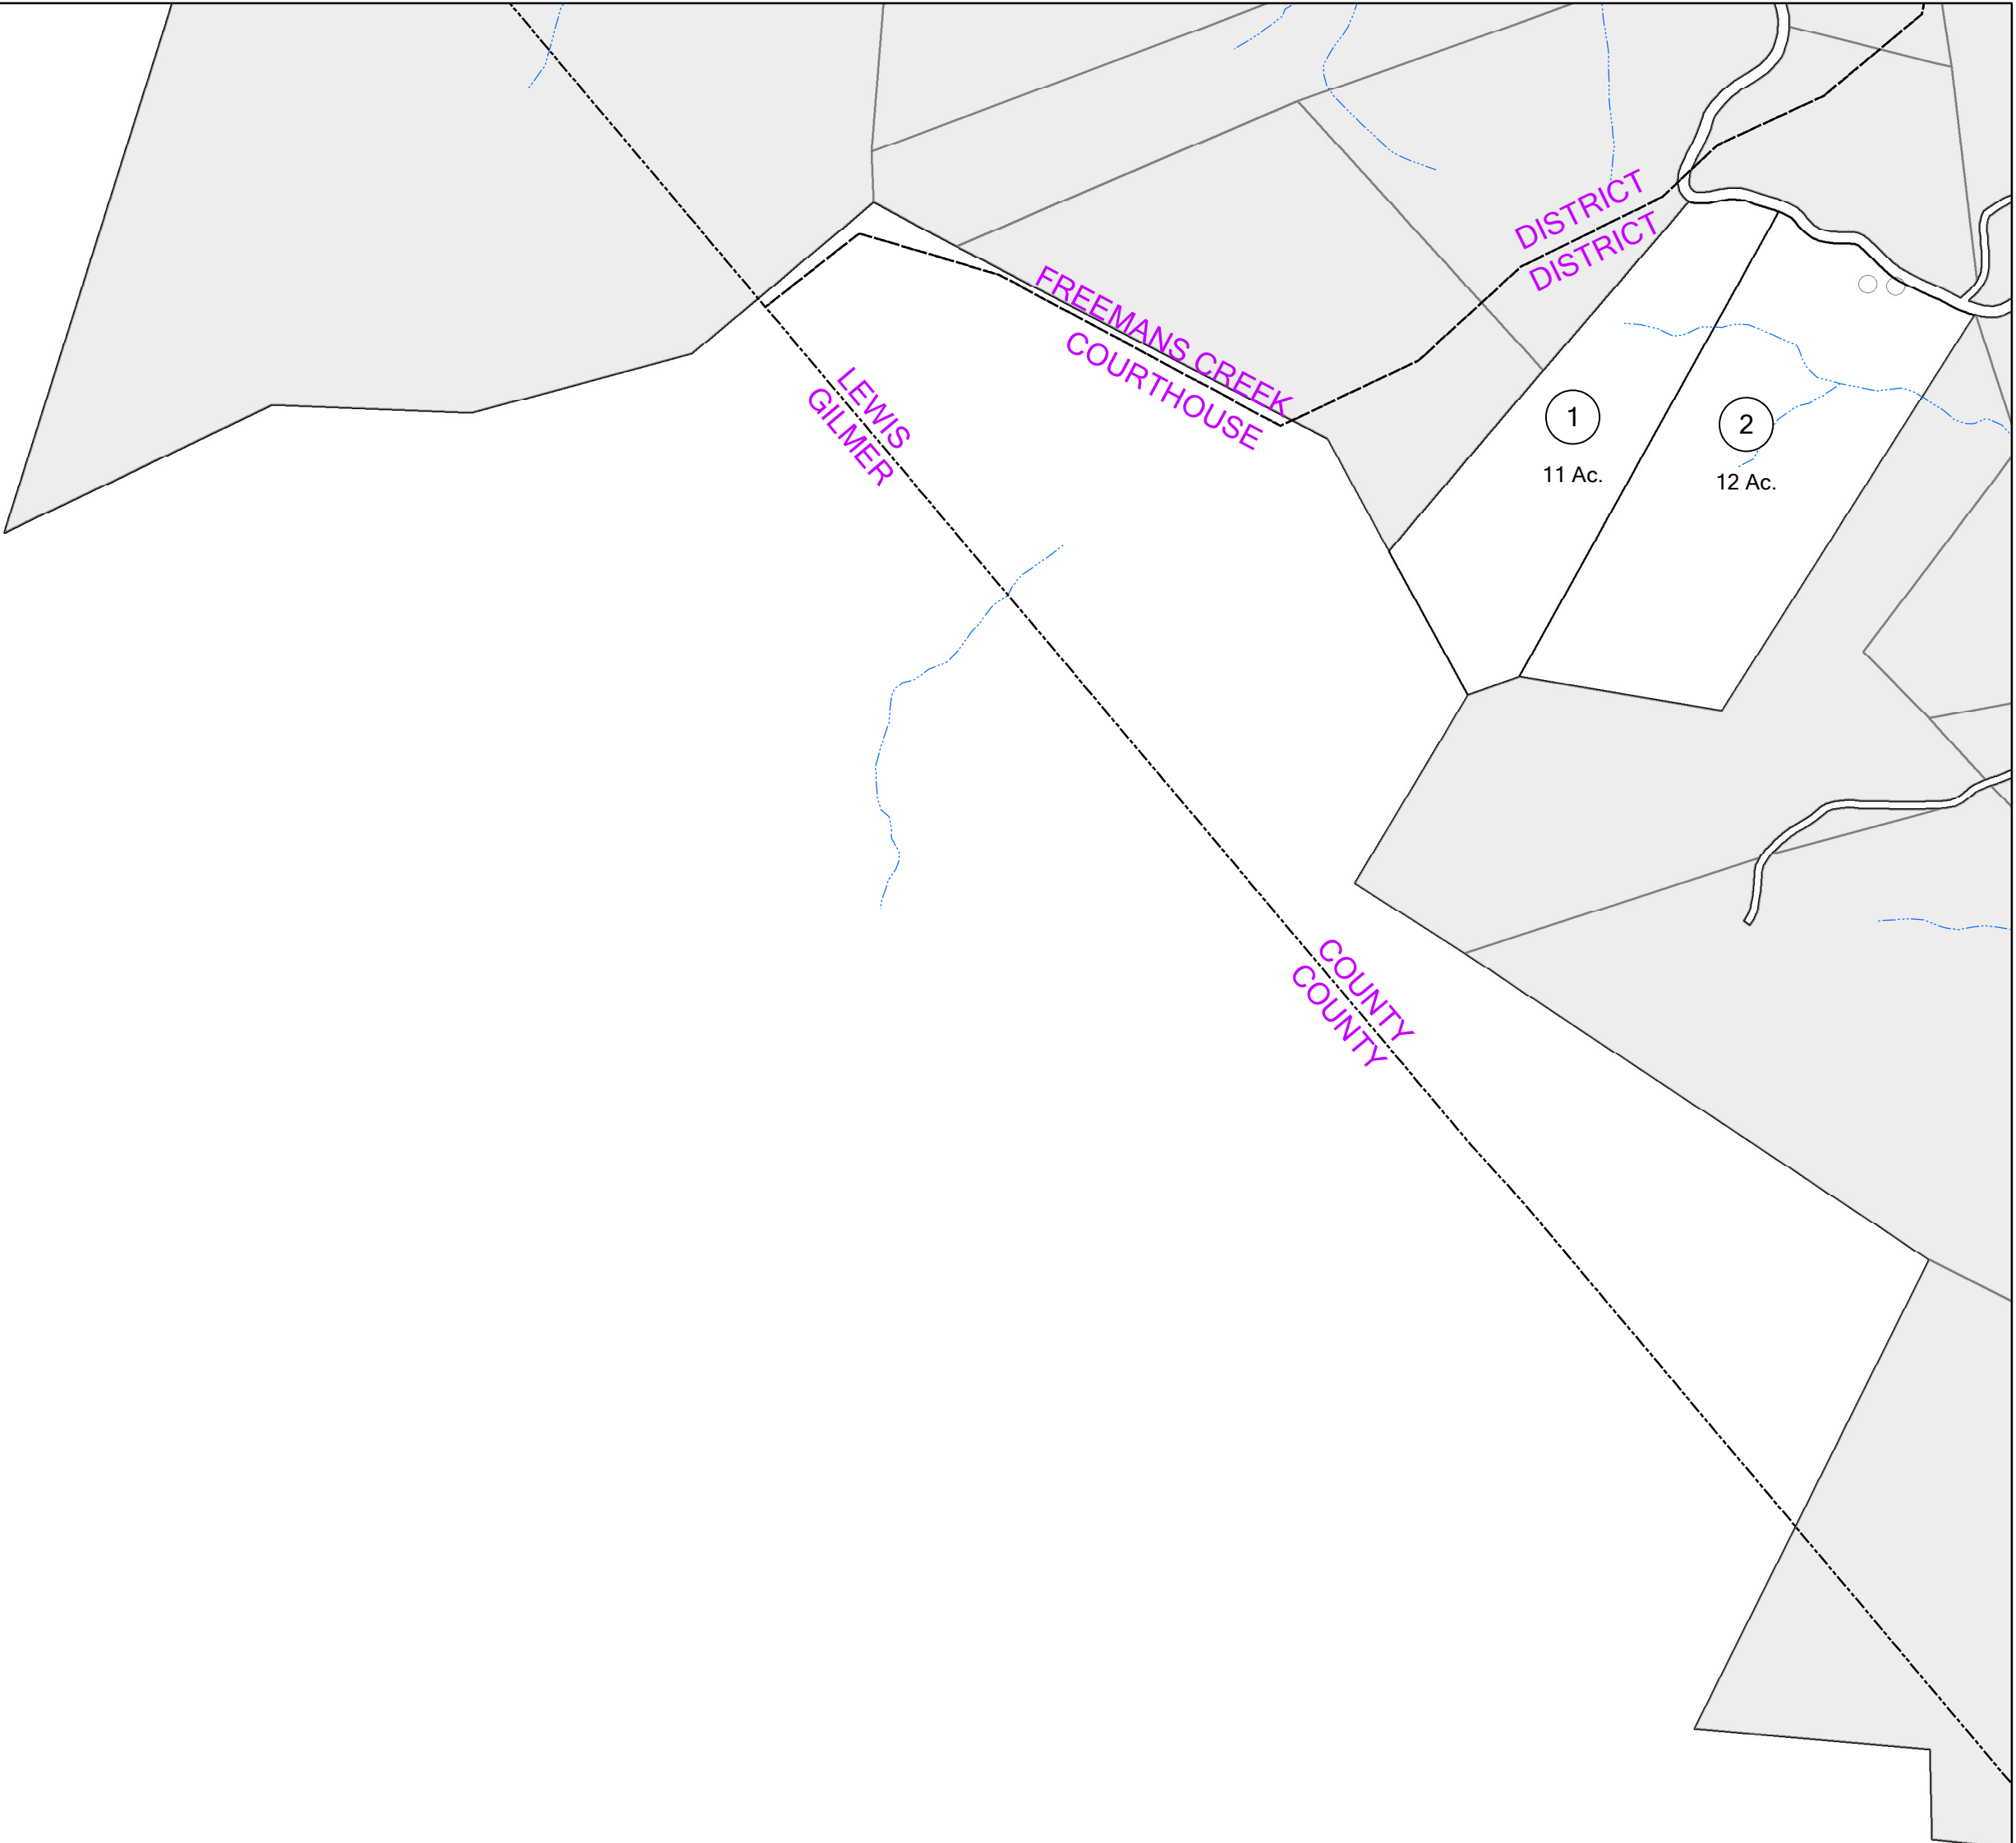 DISTRICT
DISTRICT
FREEMANS CREEK
COURTHOUSE
LEWIS
GILMER
1
11 Ac.
2
12 Ac.
COUNTY
COUNTY